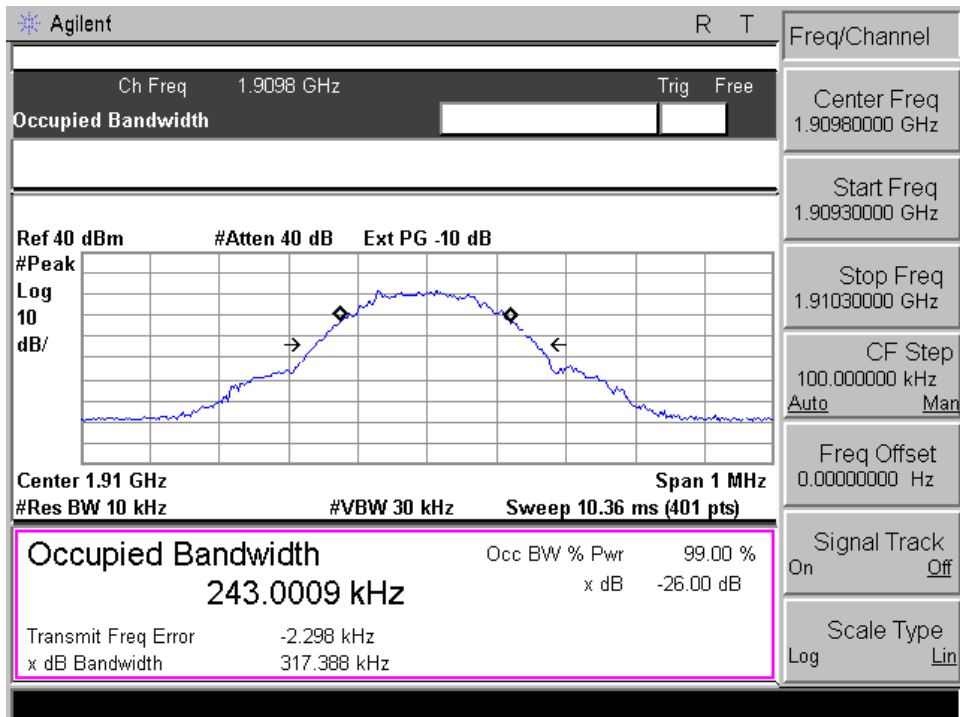 Agilent R T
Ch Freq 1.9098 GHz Trig Free
Occupied Bandwidth
Ref 40 dBm #Atten 40 dB Ext PG -10 dB
#Peak
Log
10
dB/
Center 1.91 GHz Span 1 MHz
#Res BW 10 kHz #VBW 30 kHz Sweep 10.36 ms (401 pts)
Occupied Bandwidth Occ BW % Pwr 99.00 %
243.0009 kHz x dB -26.00 dB
Transmit Freq Error -2.298 kHz
x dB Bandwidth 317.388 kHz
Freq/Channel
Center Freq
1.90980000 GHz
Start Freq
1.90930000 GHz
Stop Freq
1.91030000 GHz
CF Step
100.000000 kHz
Auto Man
Freq Offset
0.00000000 Hz
Signal Track
On Off
Scale Type
Log Lin